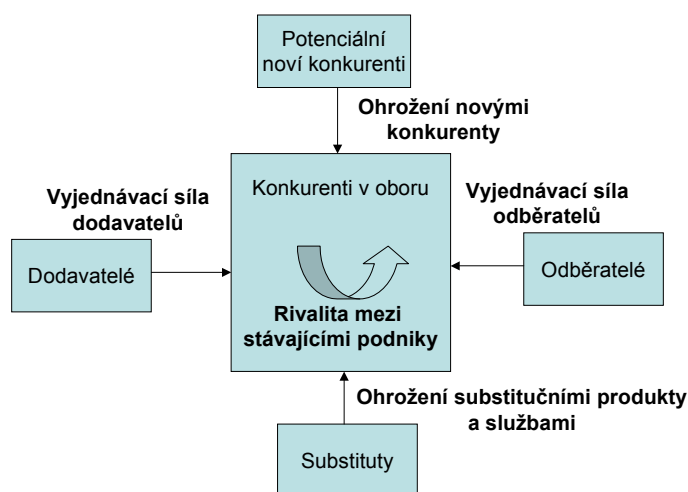 Potenciální
noví konkurenti
Ohrožení novými
konkurenty
Konkurenti v oboru
Vyjednávací síla
dodavatelů
Vyjednávací síla
odběratelů
Dodavatelé
Odběratelé
Rivalita mezi
stávajícími podniky
Ohrožení substitučními produkty
a službami
Substituty